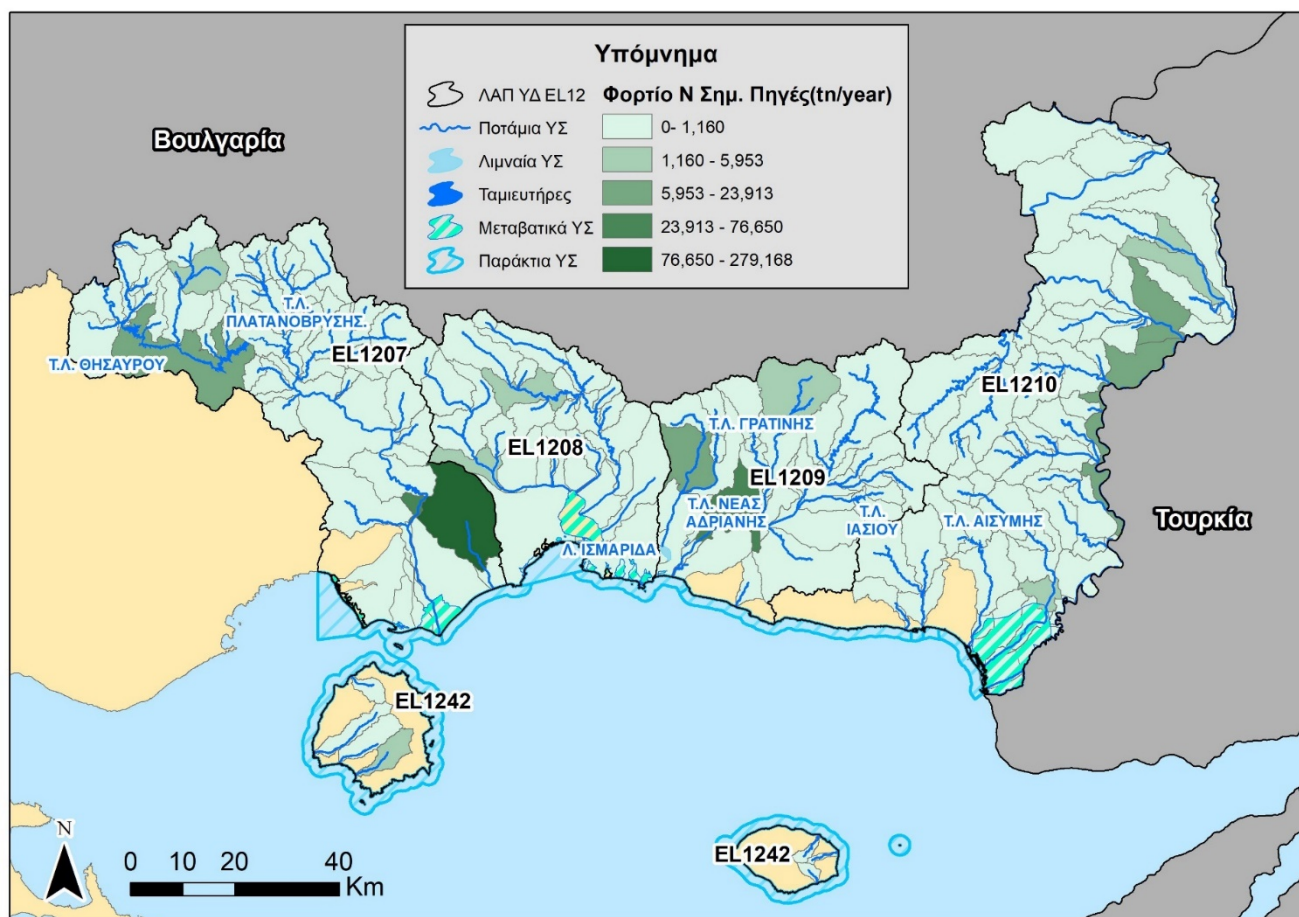 Υπόμνημα
ΛΑΠ ΥΔ EL12
Ποτάμια ΥΣ
Λιμναία ΥΣ
Ταμιευτήρες
Μεταβατικά ΥΣ
Παράκτια ΥΣ
Φορτίο Ν Σημ. Πηγές(tn/year)
0- 1,160
1,160 - 5,953
5,953 - 23,913
23,913 - 76,650
76,650 - 279,168
Βουλγαρία
Τ.Λ.
ΠΛΑΤΑΝΟΒΡΥΣΗΣ.
EL1207
Τ.Λ. ΘΗΣΑΥΡΟΥ
EL1210
Τ.Λ. ΓΡΑΤΙΝΗΣ
EL1208
EL1209
Τ.Λ. ΝΕΑΣ
ΑΔΡΙΑΝΗΣ
Τ.Λ.
ΙΑΣΙΟΥ
Τ.Λ. ΑΙΣΥΜΗΣ
Τουρκία
Λ. ΙΣΜΑΡΙΔΑ
EL1242
EL1242
N
0 10 20 40
Km